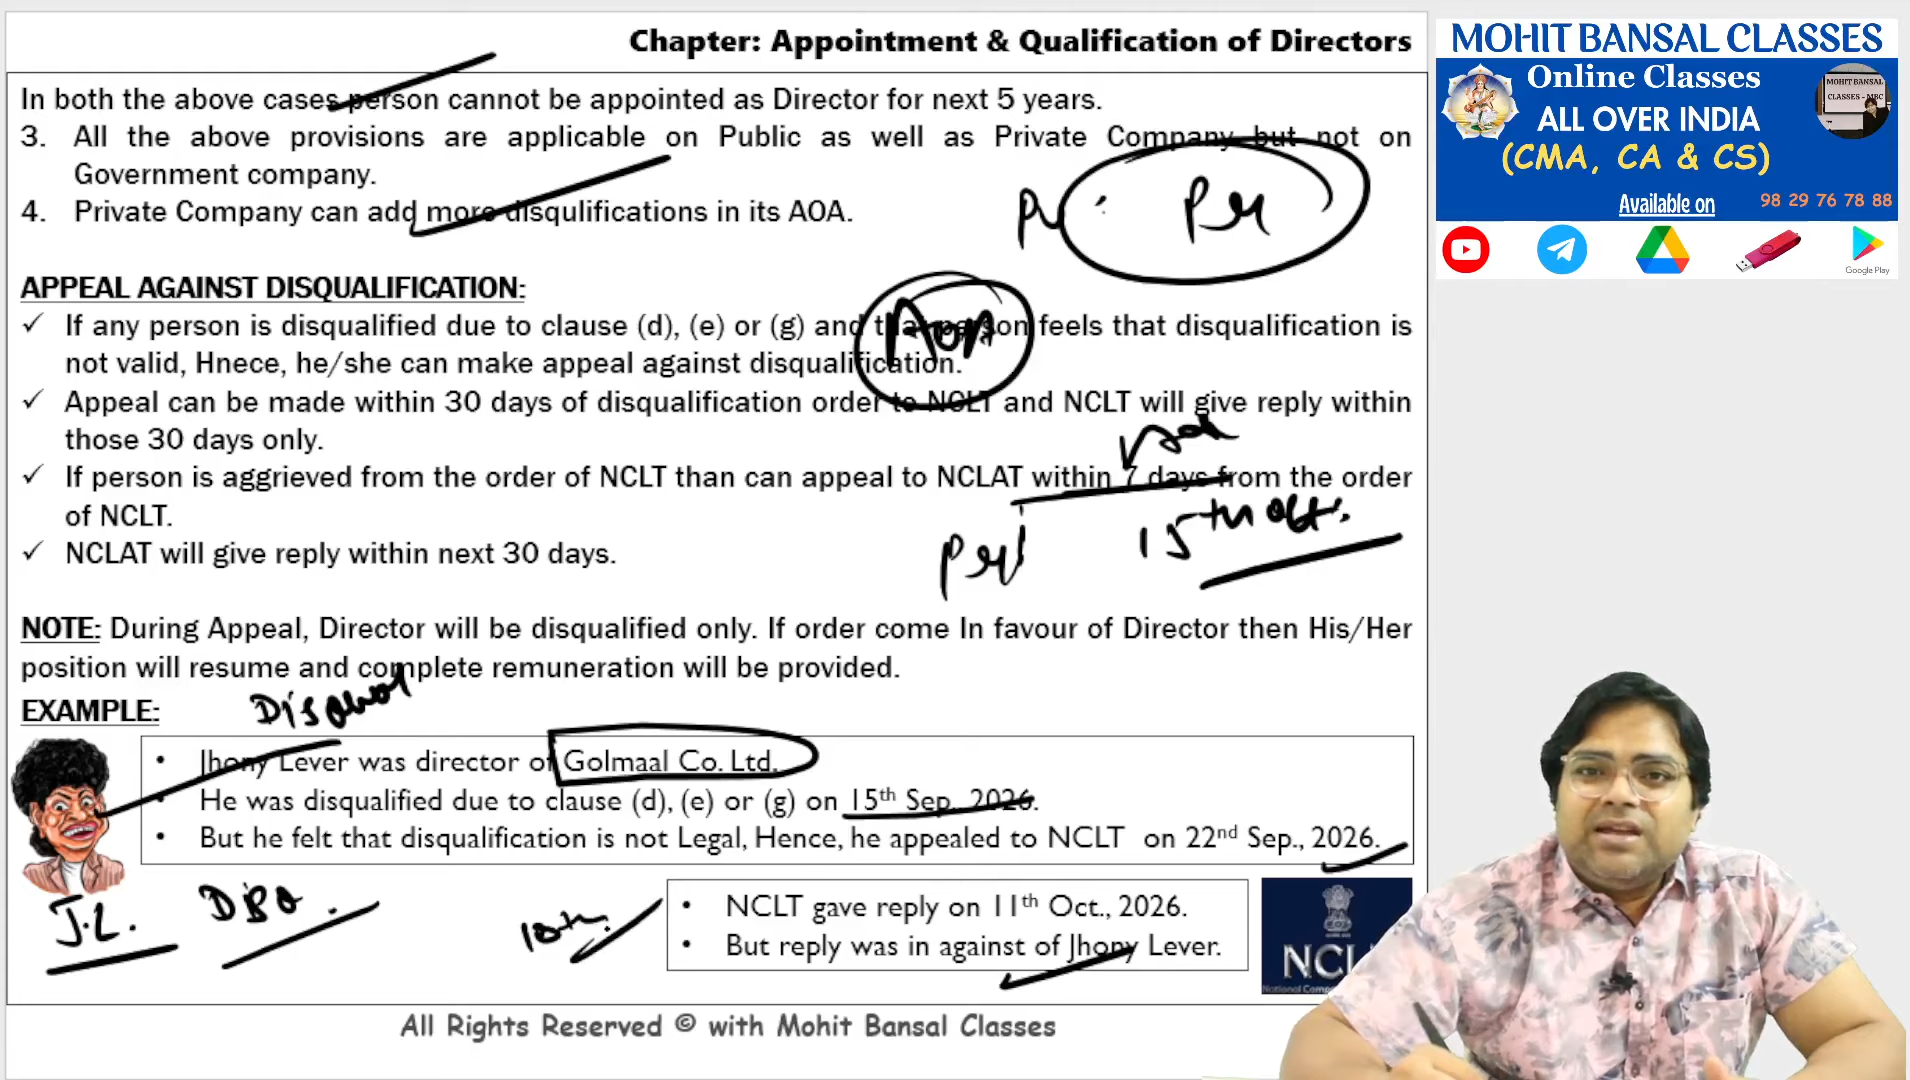 Chapter: Appointment & Qualification of Directors
In both the above cases person cannot be appointed as Director for next 5 years.
3. All the above provisions are applicable on Public as well as Private Company but not on
Government company.
4. Private Company can add more disqulifications in its AOA.
APPEAL AGAINST DISQUALIFICATION:
✓ If any person is disqualified due to clause (d), (e) or (g) and that person feels that disqualification is
not valid, Hnece, he/she can make appeal against disqualification.
✓ Appeal can be made within 30 days of disqualification order to NCLT and NCLT will give reply within
those 30 days only.
✓ If person is aggrieved from the order of NCLT than can appeal to NCLAT within 7 days from the order
of NCLT.
15th Oct.
✓ NCLAT will give reply within next 30 days.
NOTE: During Appeal, Director will be disqualified only. If order come In favour of Director then His/Her
position will resume and complete remuneration will be provided.
EXAMPLE:
• Jhony Lever was director of Golmaal Co. Ltd.
• He was disqualified due to clause (d), (e) or (g) on 15th Sep., 2026.
• But he felt that disqualification is not Legal, Hence, he appealed to NCLT on 22nd Sep., 2026.
J.L.
• NCLT gave reply on 11th Oct., 2026.
• But reply was in against of Jhony Lever.
All Rights Reserved © with Mohit Bansal Classes
MOHIT BANSAL CLASSES
Online Classes
ALL OVER INDIA
(CMA, CA & CS)
Available on 98 29 76 78 88
MOHIT BANSAL
CLASSES - MBC
Google Play